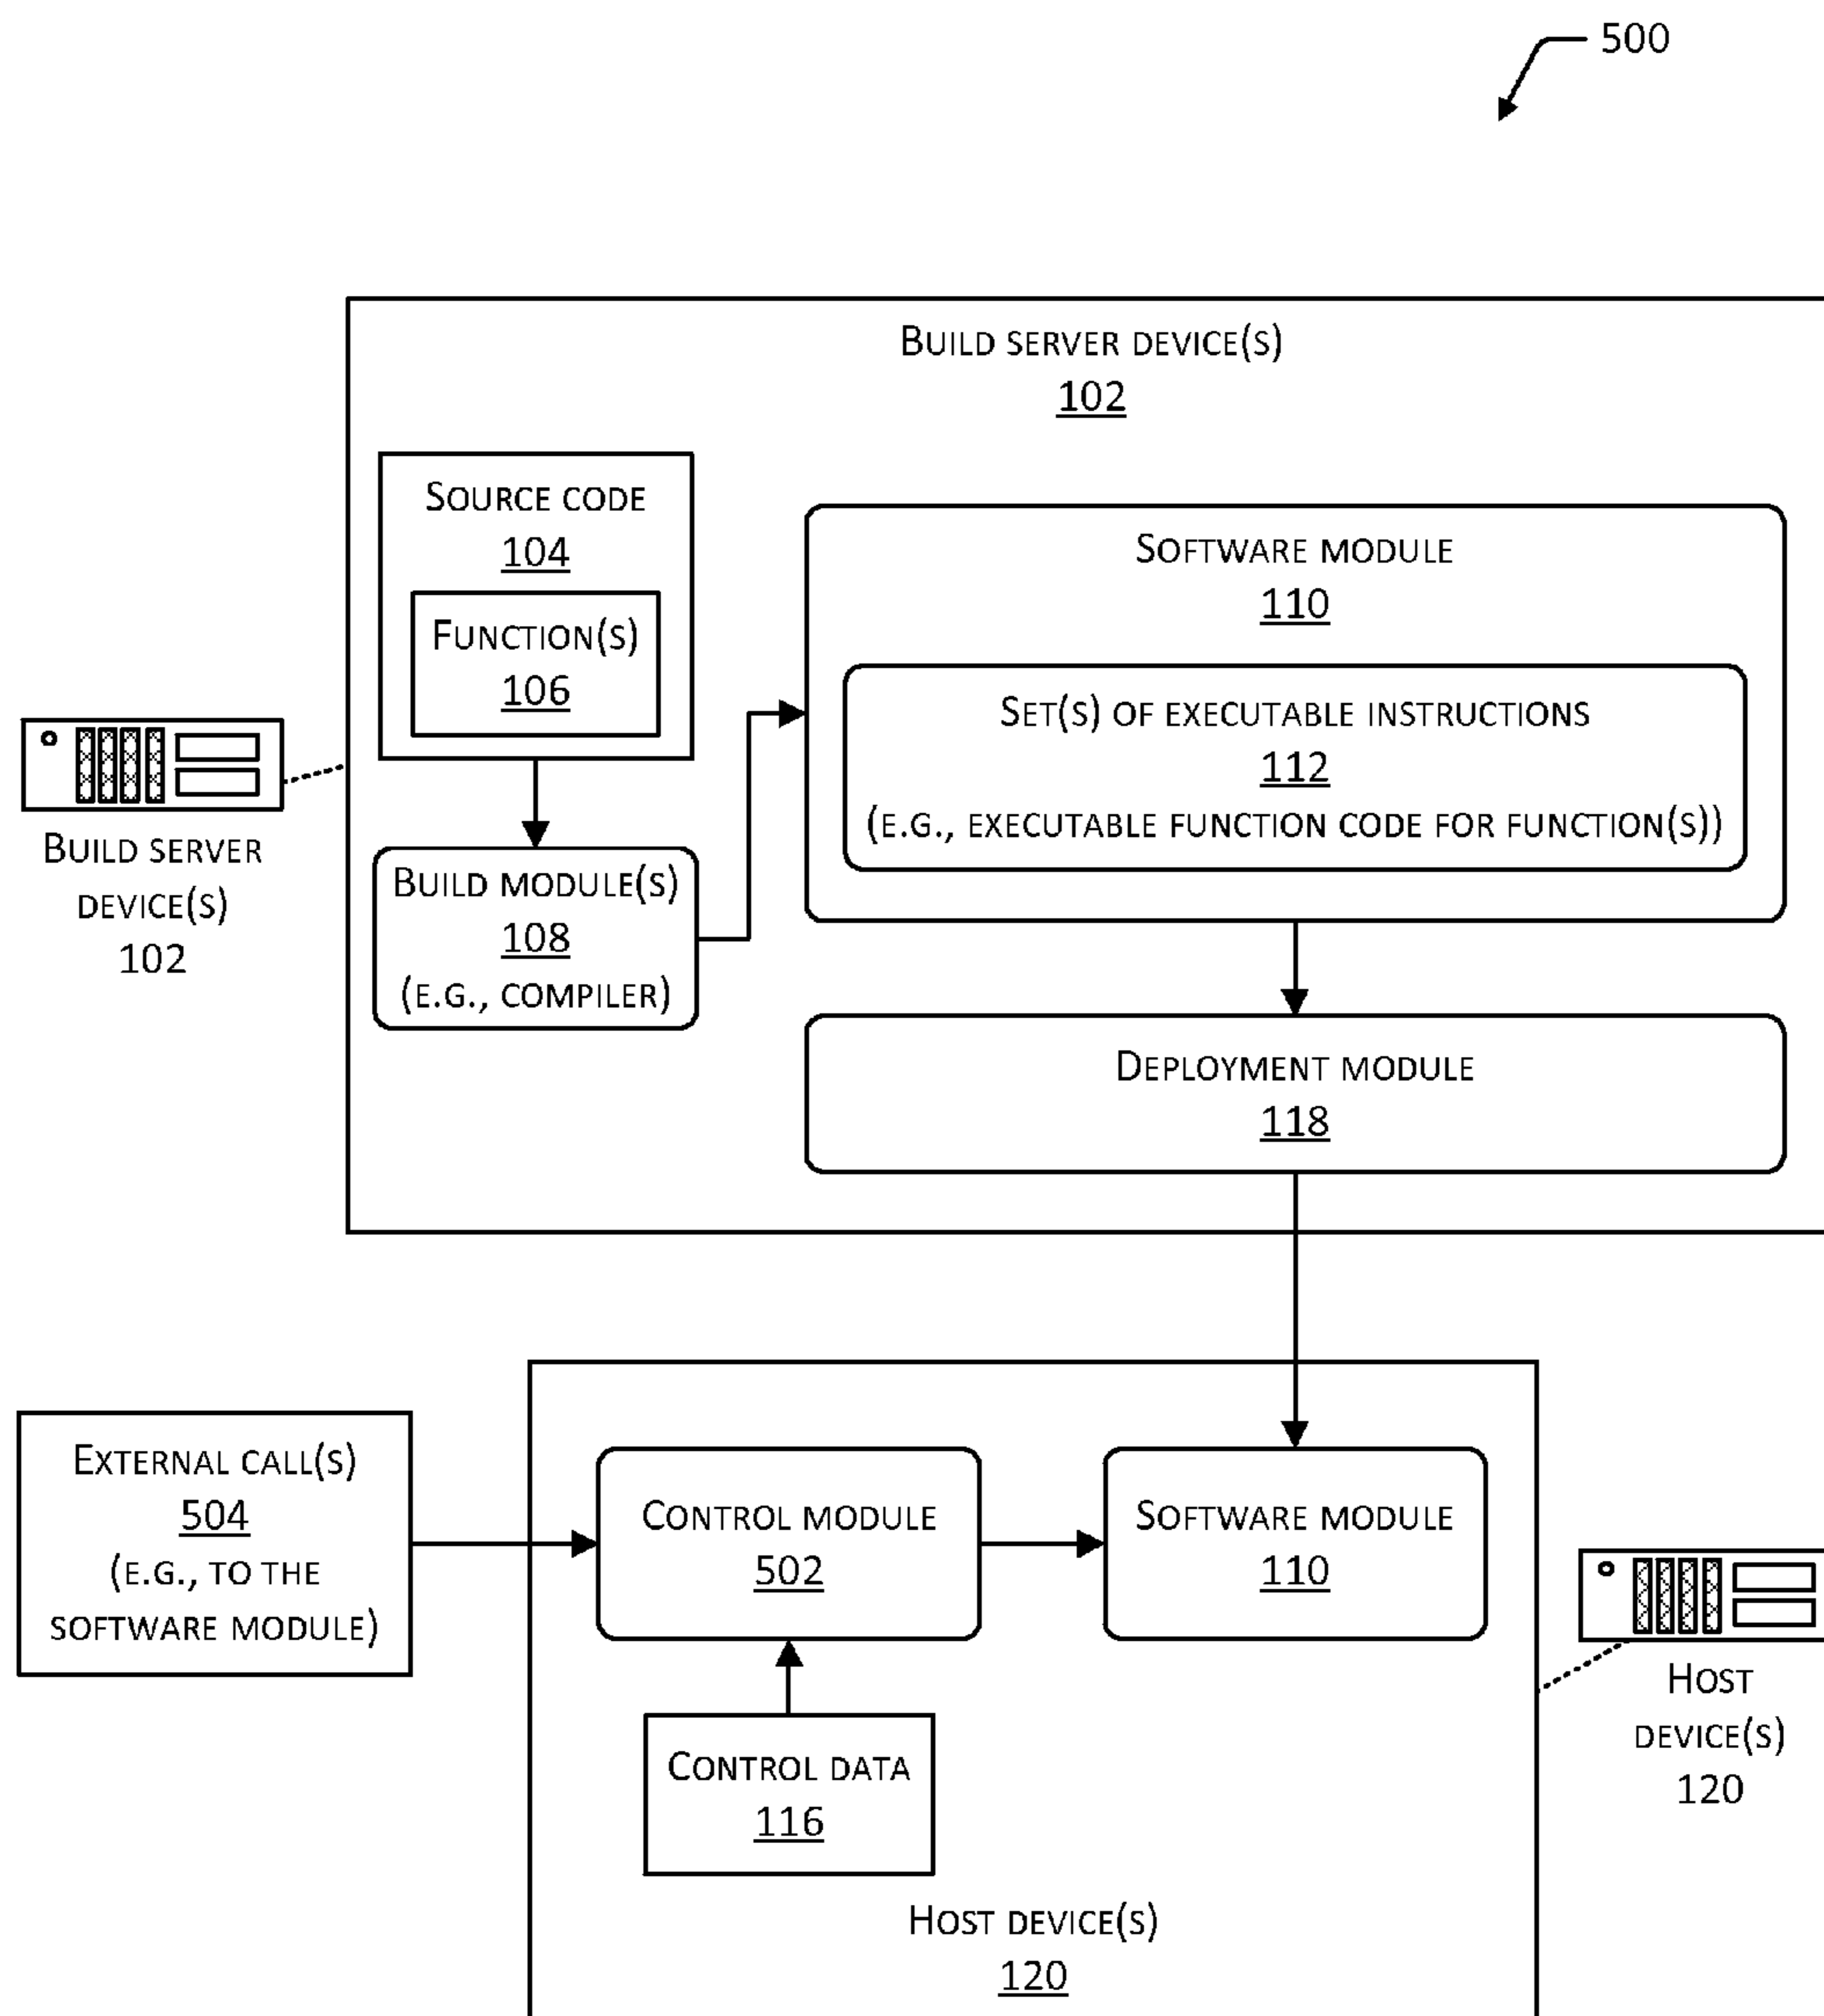 500
Build server device(s)
102
Source code
104
Function(s)
106
Software module
110
Set(s) of executable instructions
112
(e.g., executable function code for function(s))
Build server
device(s)
102
Build module(s)
108
(e.g., compiler)
Deployment module
118
External call(s)
504
(e.g., to the
software module)
Control module
502
Software module
110
Control data
116
Host
device(s)
120
Host device(s)
120